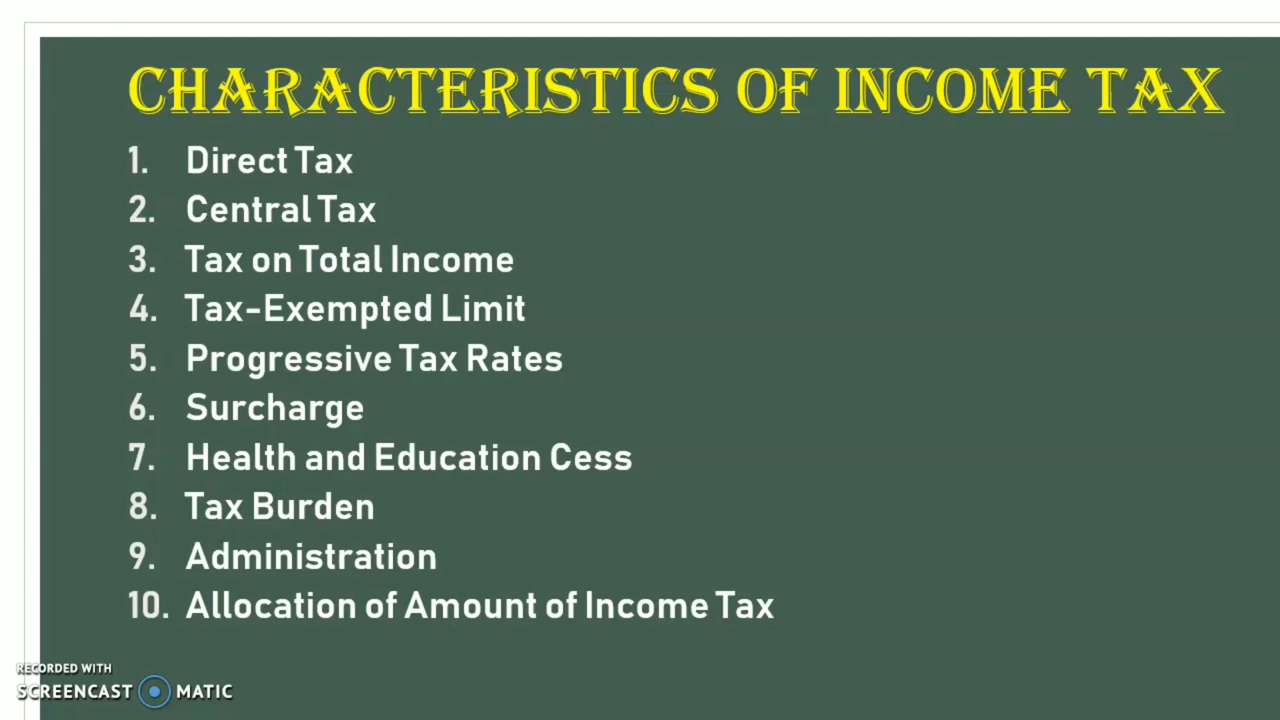 CHARACTERISTICS OF INCOME TAX
1. Direct Tax
2. Central Tax
3. Tax on Total Income
4. Tax-Exempted Limit
5. Progressive Tax Rates
6. Surcharge
7. Health and Education Cess
8. Tax Burden
9. Administration
10. Allocation of Amount of Income Tax
RECORDED WITH
SCREENCAST MATIC